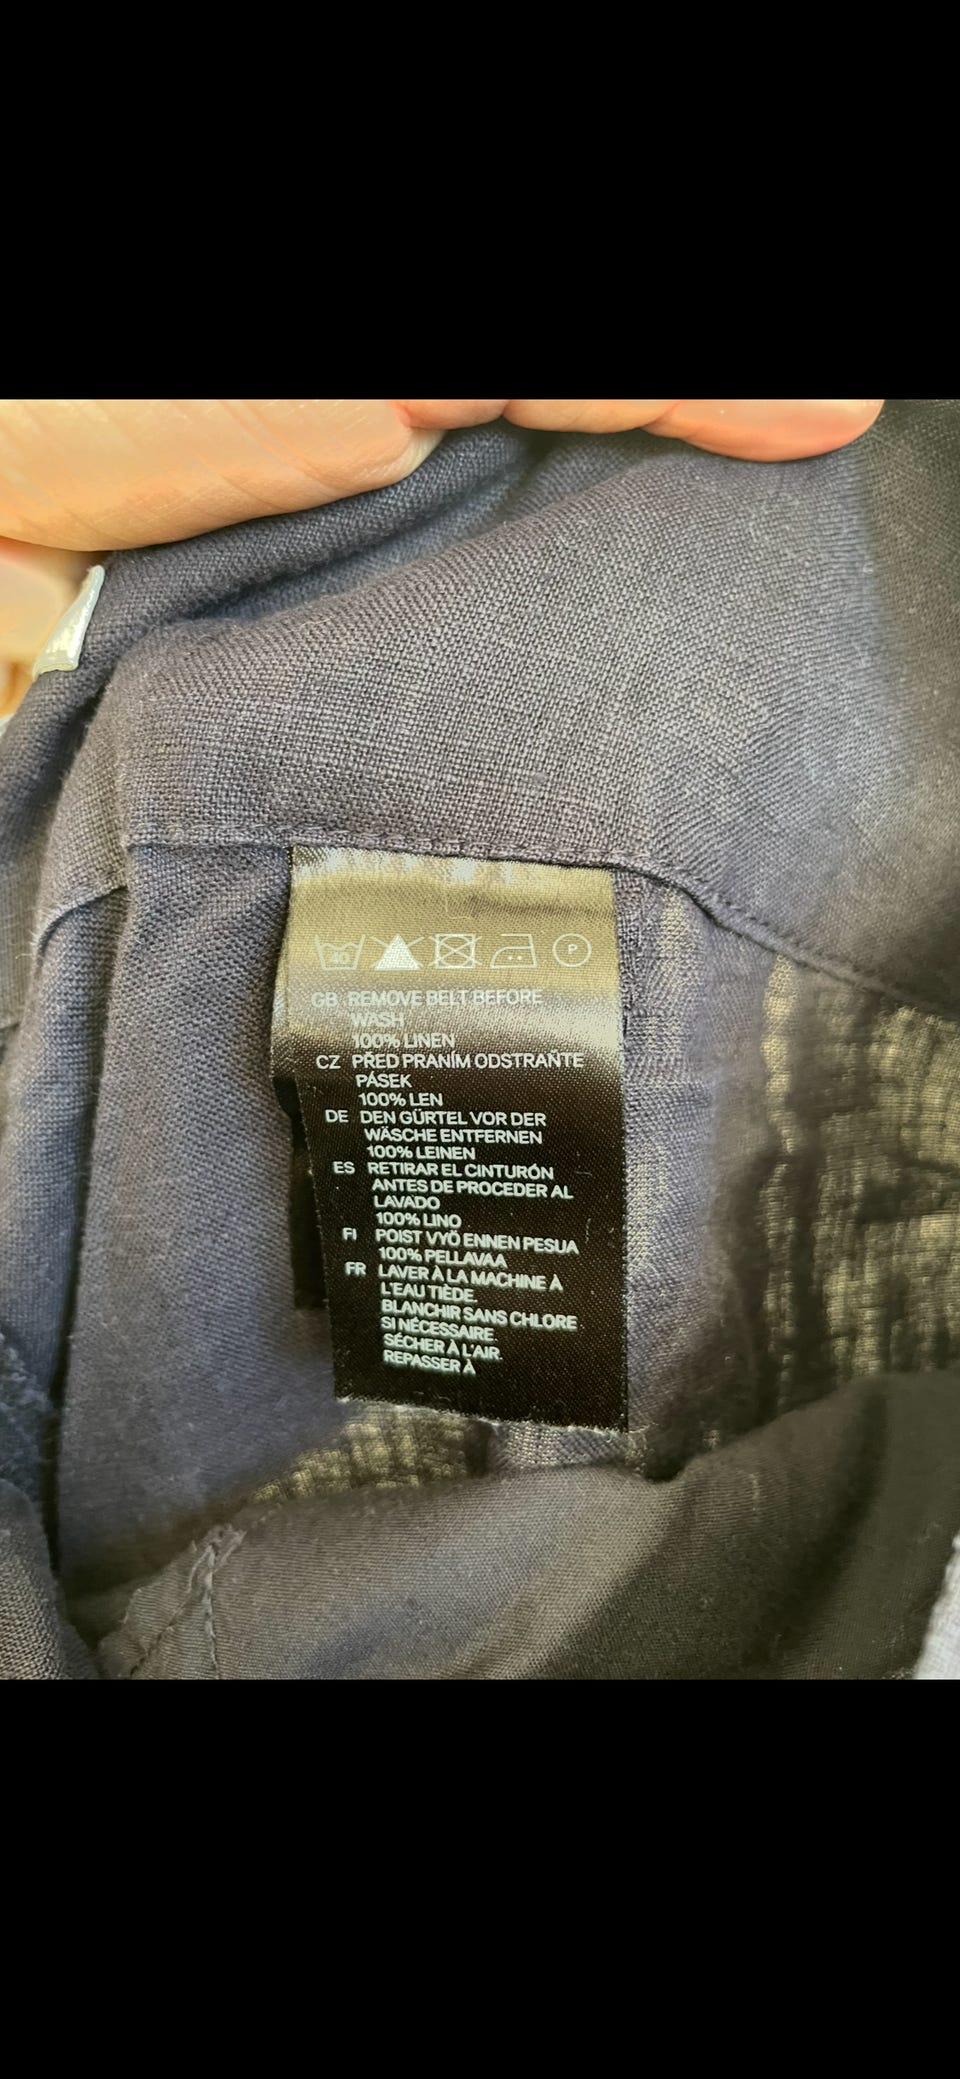 40 P
GB REMOVE BELT BEFORE
WASH
100% LINEN
CZ PŘED PRANÍM ODSTRAŇTE
PÁSEK
100% LEN
DE DEN GÜRTEL VOR DER
WÄSCHE ENTFERNEN
100% LEINEN
ES RETIRAR EL CINTURÓN
ANTES DE PROCEDER AL
LAVADO
100% LINO
FI POIST VYÖ ENNEN PESUA
100% PELLAVAA
FR LAVER À LA MACHINE À
L'EAU TIÈDE.
BLANCHIR SANS CHLORE
SI NÉCESSAIRE.
SÉCHER À L'AIR.
REPASSER À